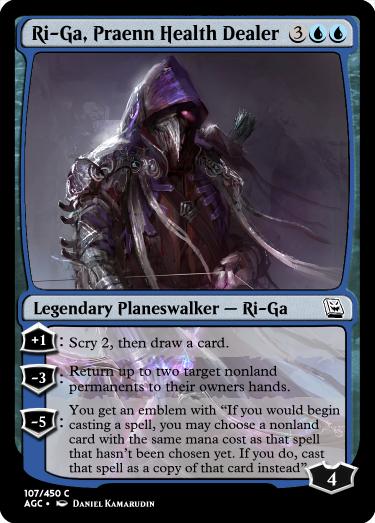 Ri-Ga, Praenn Health Dealer 3
Legendary Planeswalker — Ri-Ga
+1 : Scry 2, then draw a card.
-3 : Return up to two target nonland
permanents to their owners hands.
-5 : You get an emblem with “If you would begin
casting a spell, you may choose a nonland
card with the same mana cost as that spell
that hasn't been chosen yet. If you do, cast
that spell as a copy of that card instead”
4
107/450 C
AGC • Daniel Kamarudin